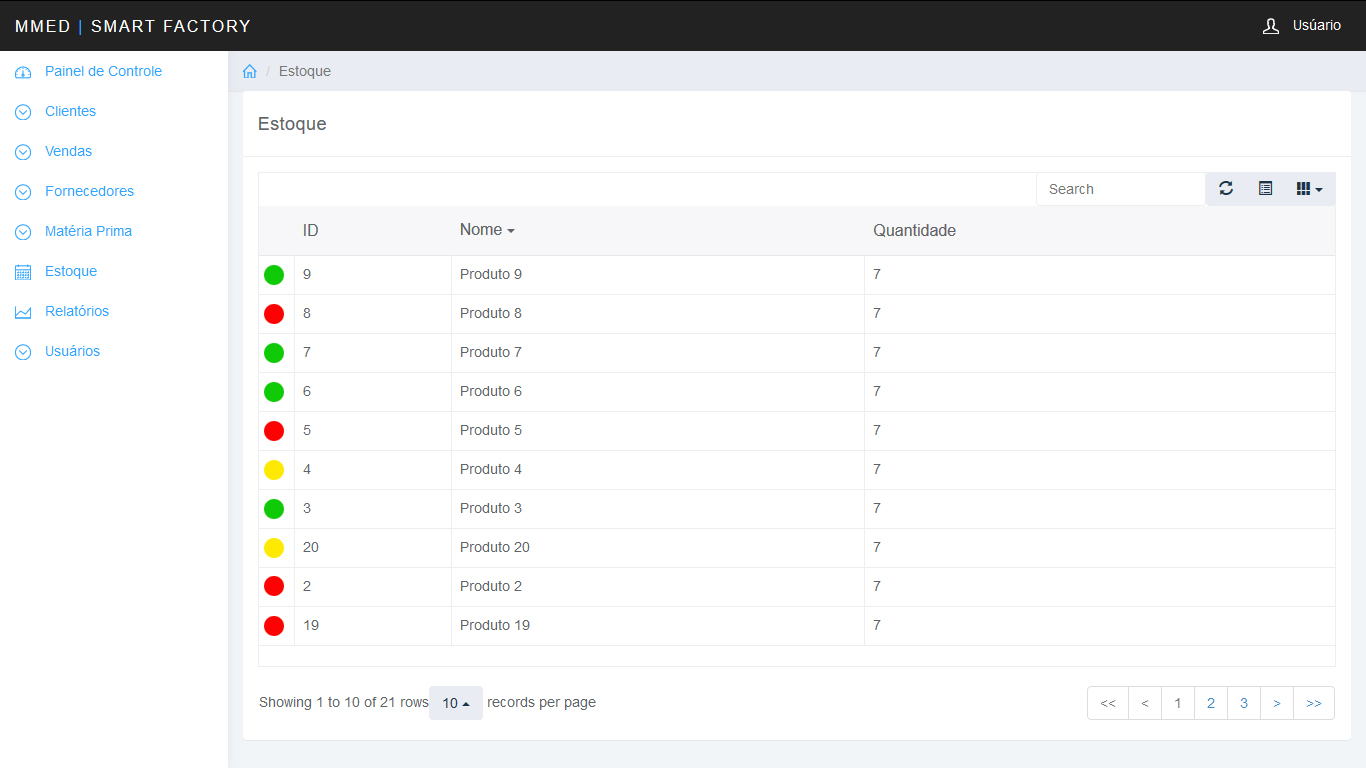 MMED | SMART FACTORY
Usúario
Painel de Controle
Clientes
Vendas
Fornecedores
Matéria Prima
Estoque
Relatórios
Usuários
/ Estoque
Estoque
Search
ID Nome Quantidade
9 Produto 9 7
8 Produto 8 7
7 Produto 7 7
6 Produto 6 7
5 Produto 5 7
4 Produto 4 7
3 Produto 3 7
20 Produto 20 7
2 Produto 2 7
19 Produto 19 7
Showing 1 to 10 of 21 rows 10 records per page
<< < 1 2 3 > >>